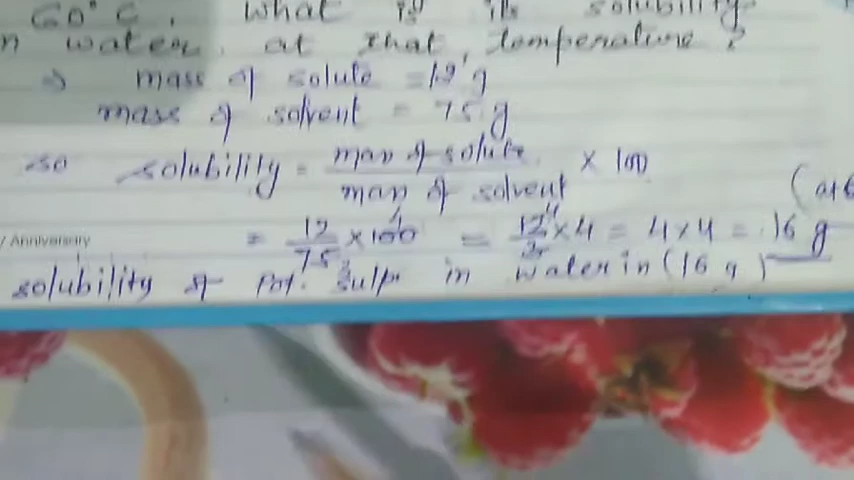 60°C. What is its solubility
n water at that temperature?
⇒ mass of solute = 12 g
mass of solvent = 75 g
so solubility = mass of solute / mass of solvent × 100
= 12/75 × 100 = 12/3 × 4 = 4 × 4 = 16 g
Anniversary
solubility of Pot. Sulp. in water in (16 g)